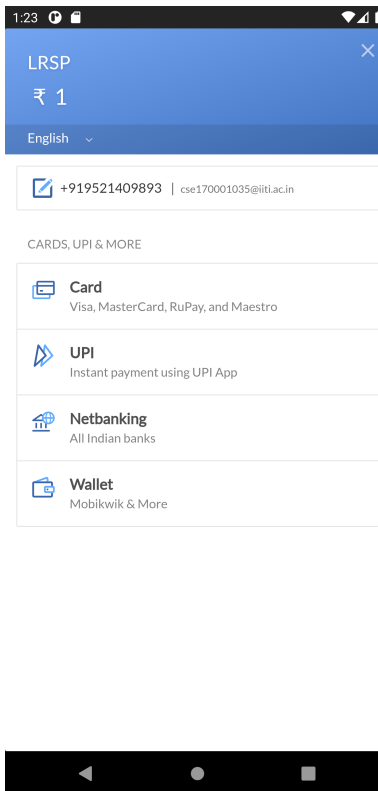 1:23
LRSP
₹ 1
English
+919521409893 | cse170001035@iiti.ac.in
CARDS, UPI & MORE
Card
Visa, MasterCard, RuPay, and Maestro
UPI
Instant payment using UPI App
Netbanking
All Indian banks
Wallet
Mobikwik & More